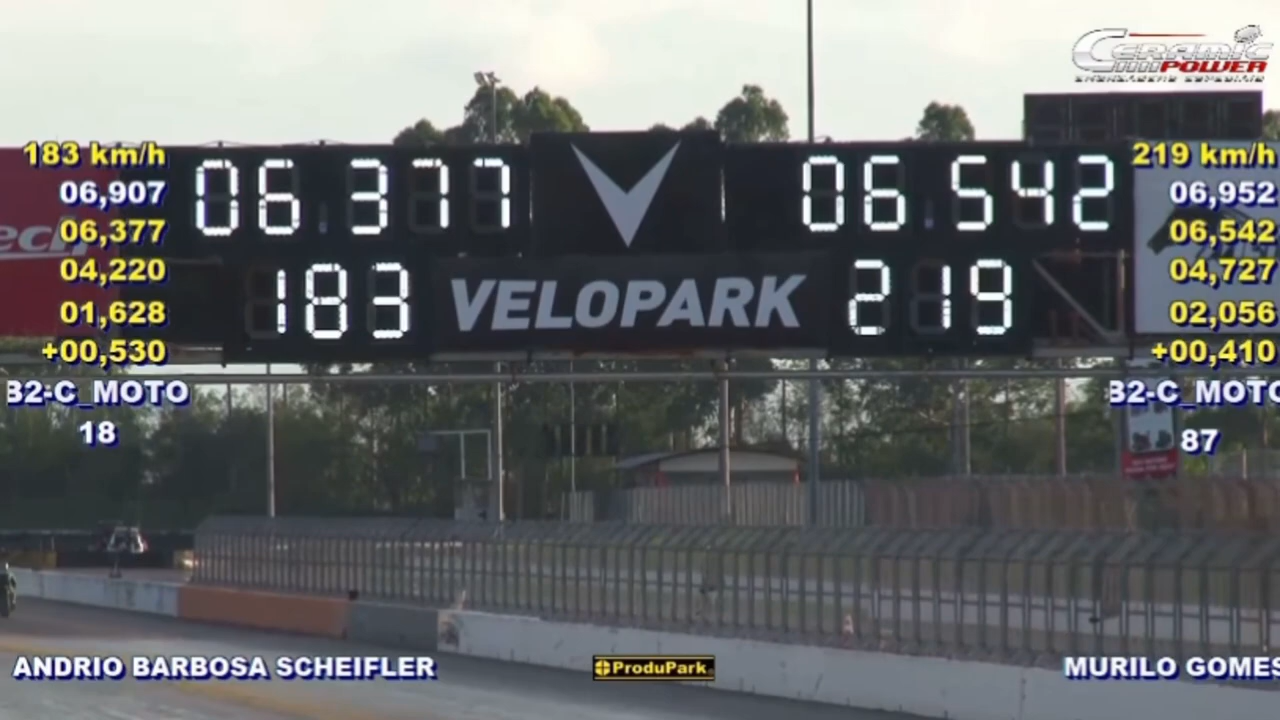 CERAMIC
POWER
183 km/h
06,907
06,377
04,220
01,628
+00,530
B2-C_MOTO
18
06.377
183
VELOPARK
06.542
219
219 km/h
06,952
06,542
04,727
02,056
+00,410
B2-C_MOTO
87
ANDRIO BARBOSA SCHEIFLER
ProduPark
MURILO GOMES